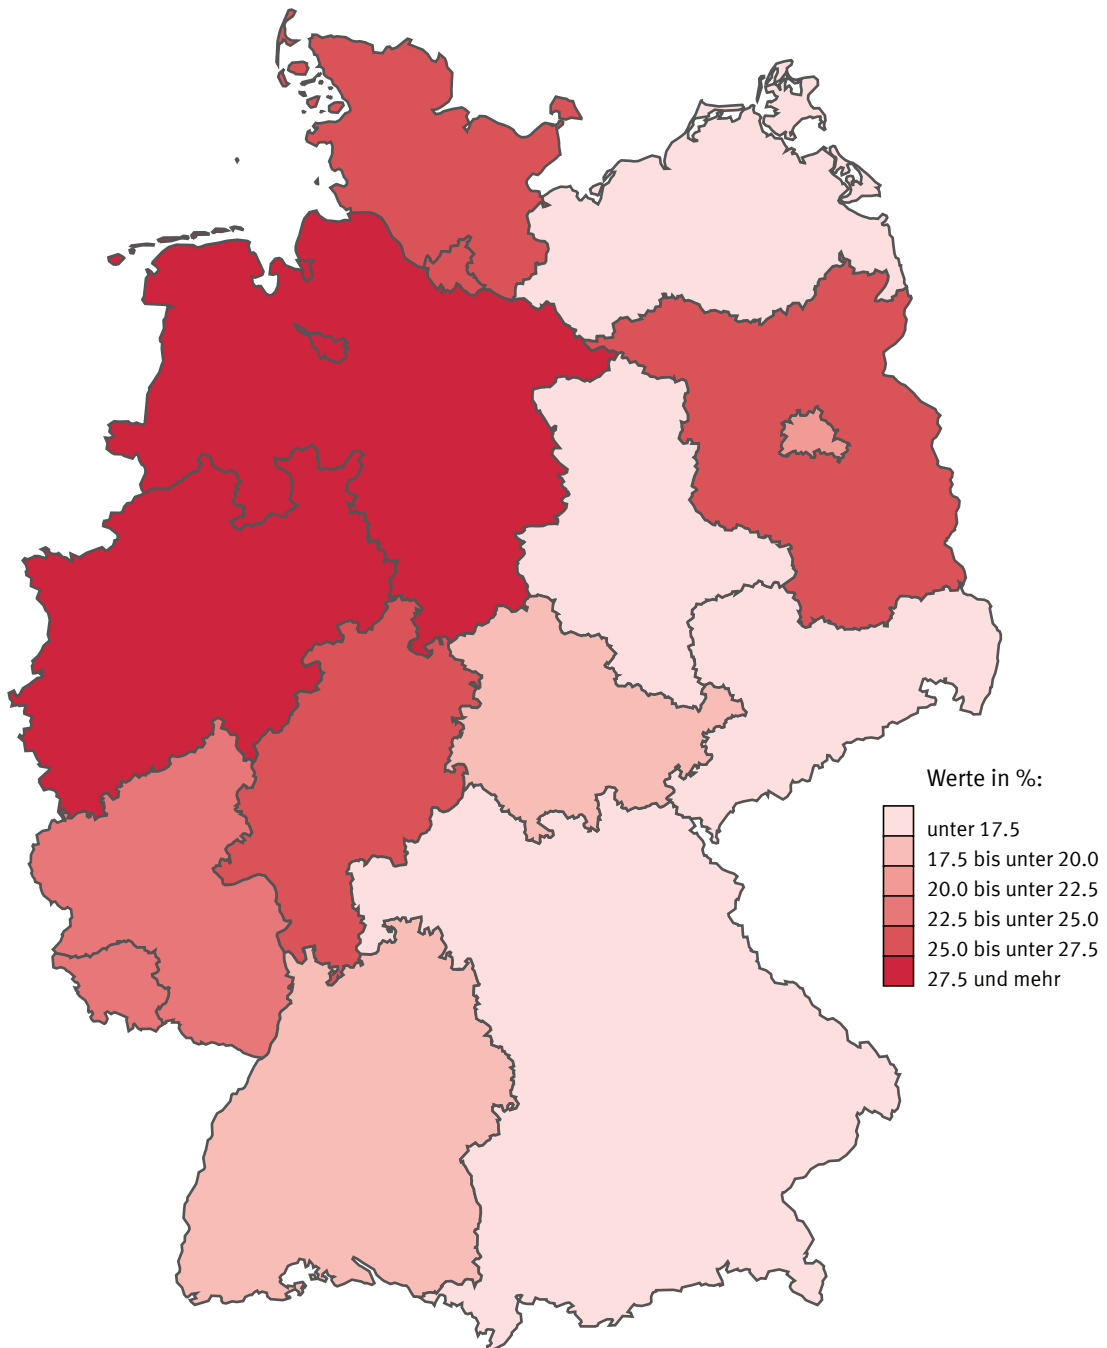 Werte in %:
unter 17.5
17.5 bis unter 20.0
20.0 bis unter 22.5
22.5 bis unter 25.0
25.0 bis unter 27.5
27.5 und mehr